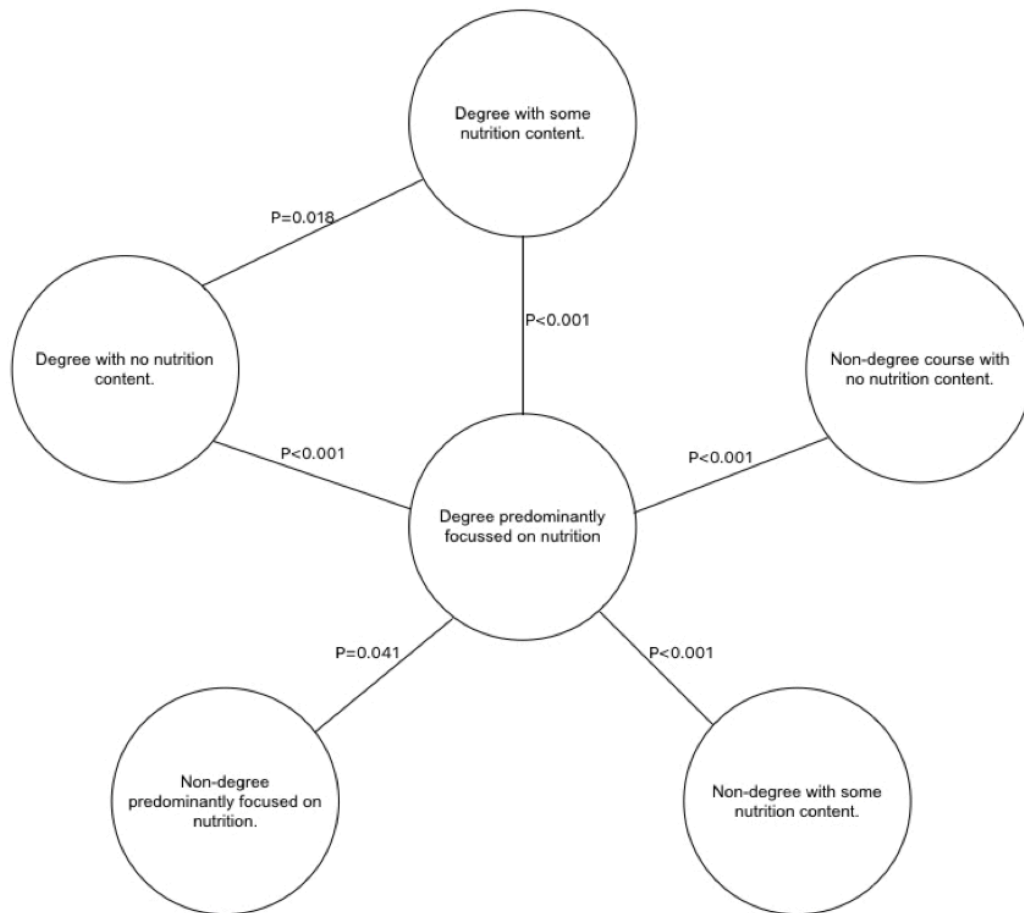 Degree with some
nutrition content.
P=0.018
P<0.001
Degree with no nutrition
content.
Non-degree course with
no nutrition content.
P<0.001
P<0.001
Degree predominantly
focussed on nutrition
P=0.041
P<0.001
Non-degree
predominantly focused on
nutrition.
Non-degree with some
nutrition content.